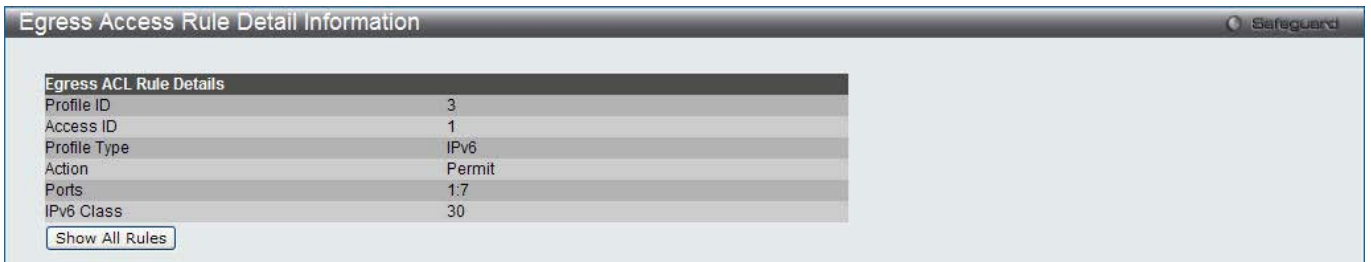 Egress Access Rule Detail Information
Safeguard
Egress ACL Rule Details
Profile ID 3
Access ID 1
Profile Type IPv6
Action Permit
Ports 1:7
IPv6 Class 30
Show All Rules